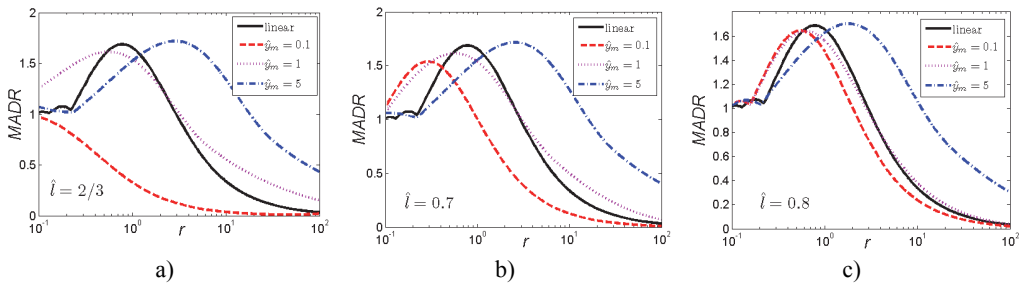 2
1.5
1
0.5
0
MADR
linear
ŷm = 0.1
ŷm = 1
ŷm = 5
l̂ = 2/3
10⁻¹ 10⁰ 10¹ 10²
r
a)
2
1.5
1
0.5
0
MADR
linear
ŷm = 0.1
ŷm = 1
ŷm = 5
l̂ = 0.7
10⁻¹ 10⁰ 10¹ 10²
r
b)
1.6
1.4
1.2
1
0.8
0.6
0.4
0.2
0
MADR
linear
ŷm = 0.1
ŷm = 1
ŷm = 5
l̂ = 0.8
10⁻¹ 10⁰ 10¹ 10²
r
c)